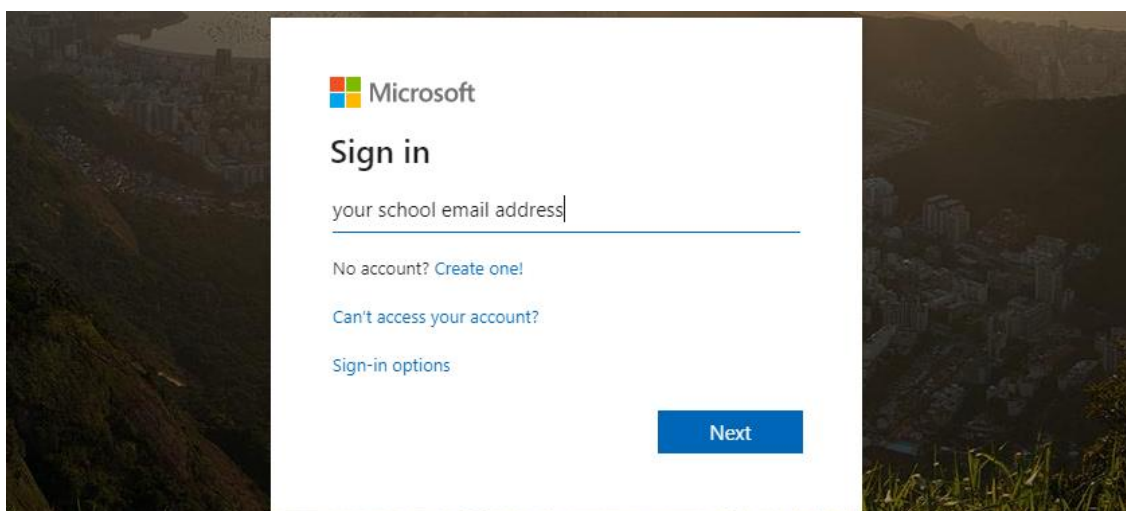 Microsoft
Sign in
your school email address
No account? Create one!
Can't access your account?
Sign-in options
Next